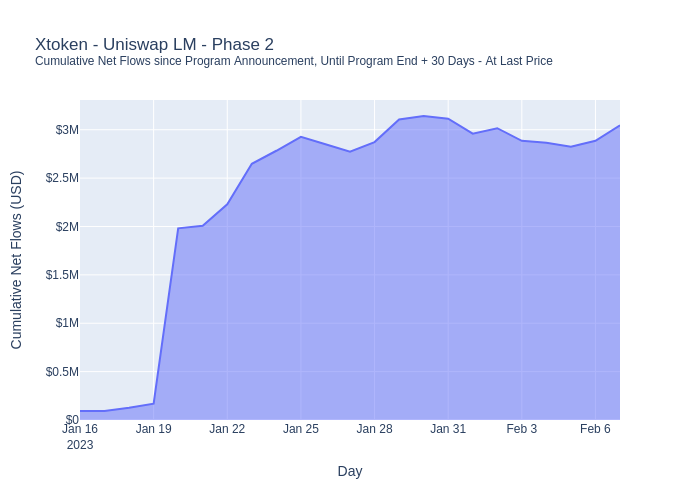 Xtoken - Uniswap LM - Phase 2
Cumulative Net Flows since Program Announcement, Until Program End + 30 Days - At Last Price
Cumulative Net Flows (USD)
$3M
$2.5M
$2M
$1.5M
$1M
$0.5M
$0
Jan 16 Jan 19 Jan 22 Jan 25 Jan 28 Jan 31 Feb 3 Feb 6
2023
Day